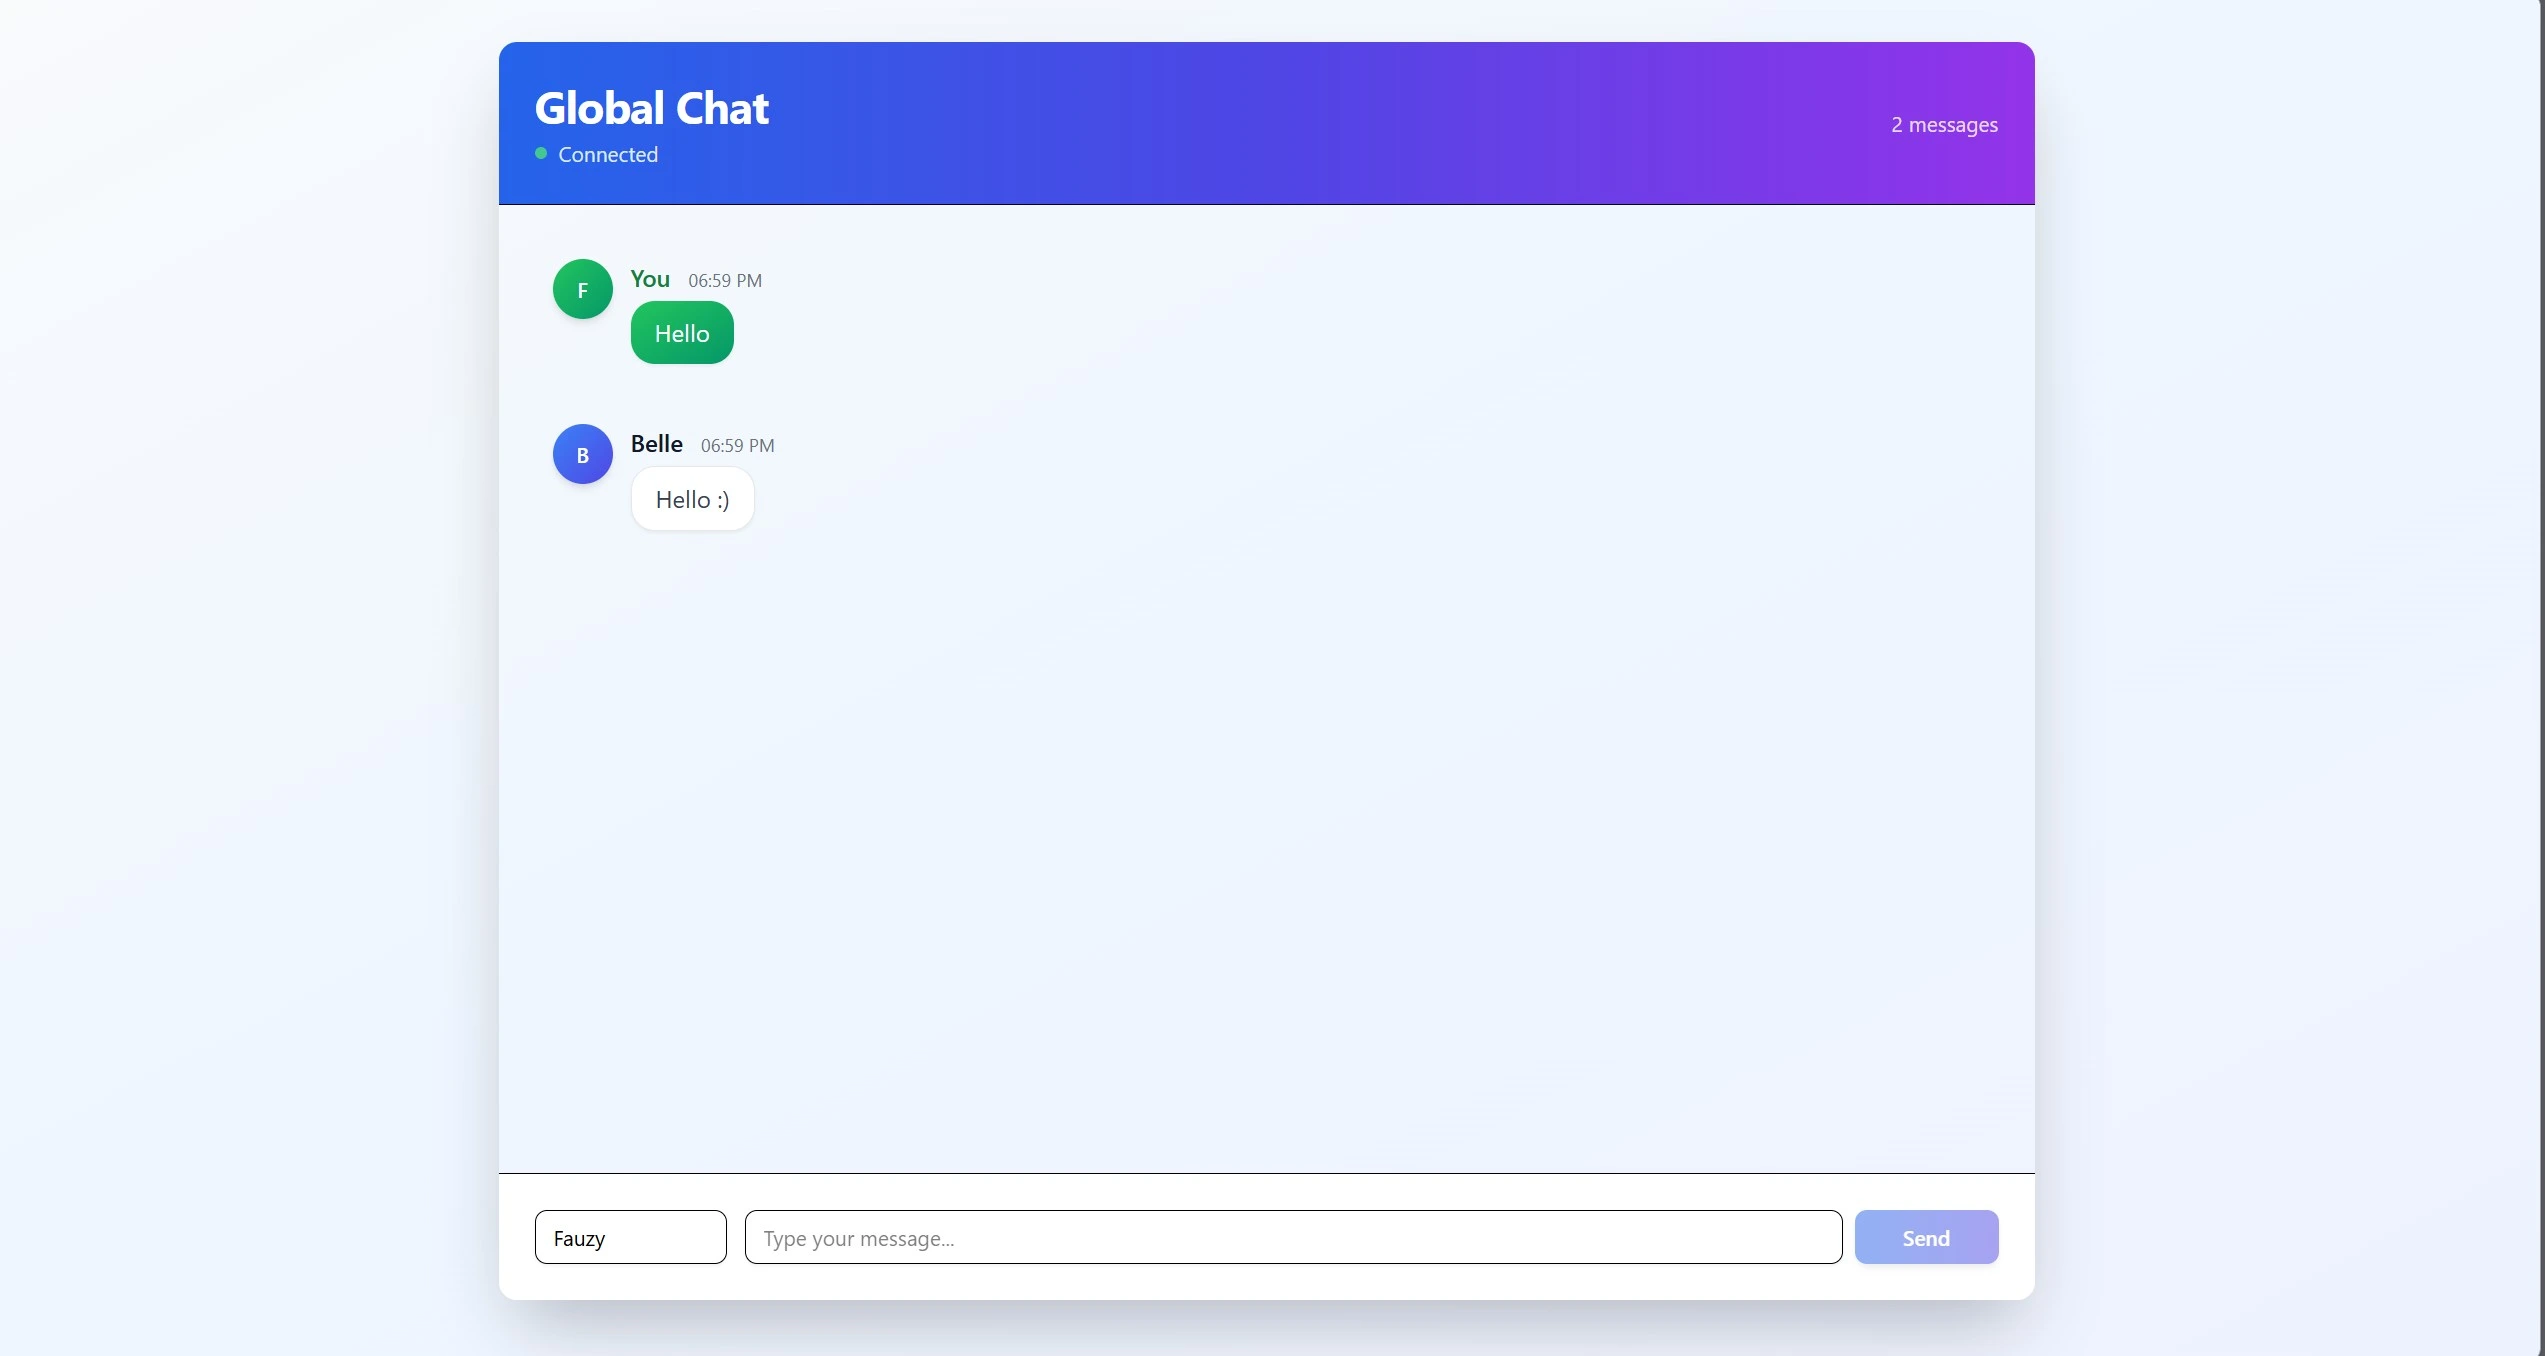 Global Chat
Connected
2 messages
F
You 06:59 PM
Hello
B
Belle 06:59 PM
Hello :)
Fauzy
Type your message...
Send